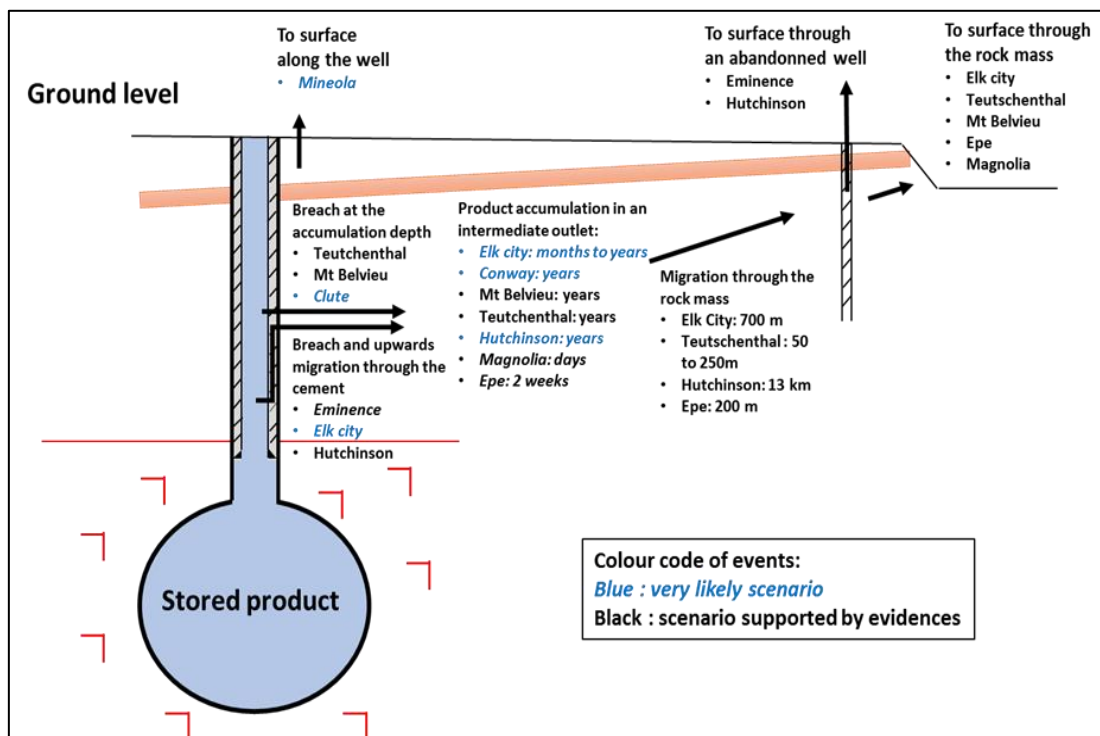 To surface
along the well
• Mineola
To surface through
an abandonned well
• Eminence
• Hutchinson
To surface through
the rock mass
• Elk city
• Teutschenthal
• Mt Belvieu
• Epe
• Magnolia
Ground level
Breach at the
accumulation depth
• Teutchenthal
• Mt Belvieu
• Clute
Breach and upwards
migration through the
cement
• Eminence
• Elk city
• Hutchinson
Product accumulation in an
intermediate outlet:
• Elk city: months to years
• Conway: years
• Mt Belvieu: years
• Teutchenthal: years
• Hutchinson: years
• Magnolia: days
• Epe: 2 weeks
Migration through the
rock mass
• Elk City: 700 m
• Teutschenthal : 50
to 250m
• Hutchinson: 13 km
• Epe: 200 m
Stored product
Colour code of events:
Blue : very likely scenario
Black : scenario supported by evidences